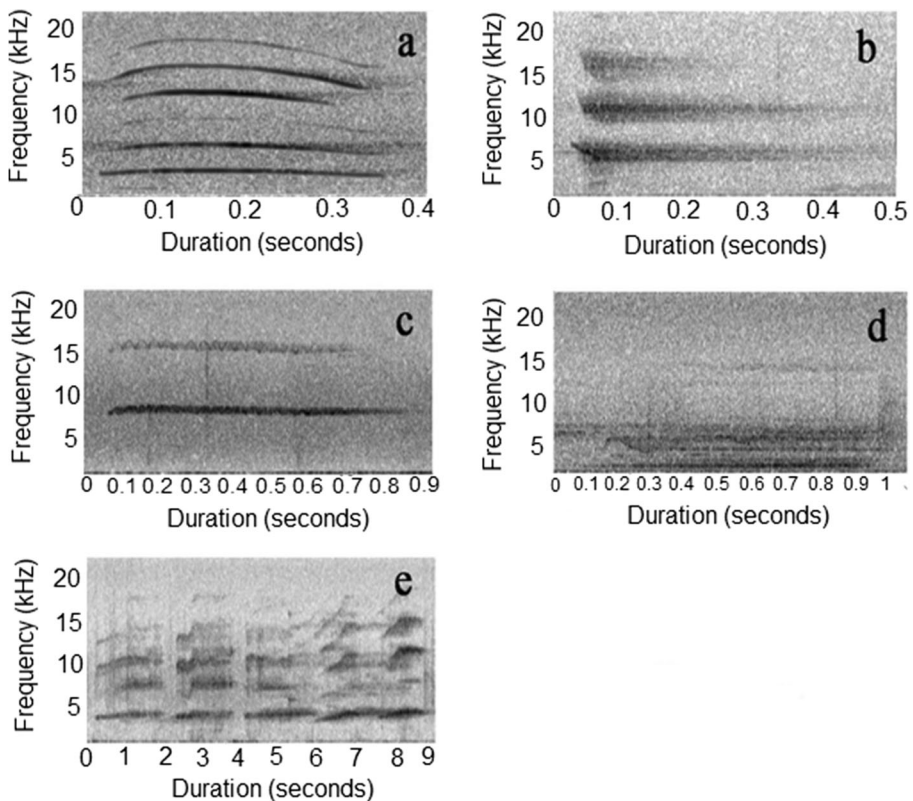 20
15
10
5
Frequency (kHz)
a
0 0.1 0.2 0.3 0.4
Duration (seconds)
20
15
10
5
Frequency (kHz)
b
0 0.1 0.2 0.3 0.4 0.5
Duration (seconds)
20
15
10
5
Frequency (kHz)
c
0 0.1 0.2 0.3 0.4 0.5 0.6 0.7 0.8 0.9
Duration (seconds)
20
15
10
5
Frequency (kHz)
d
0 0.1 0.2 0.3 0.4 0.5 0.6 0.7 0.8 0.9 1
Duration (seconds)
20
15
10
5
Frequency (kHz)
e
0 1 2 3 4 5 6 7 8 9
Duration (seconds)